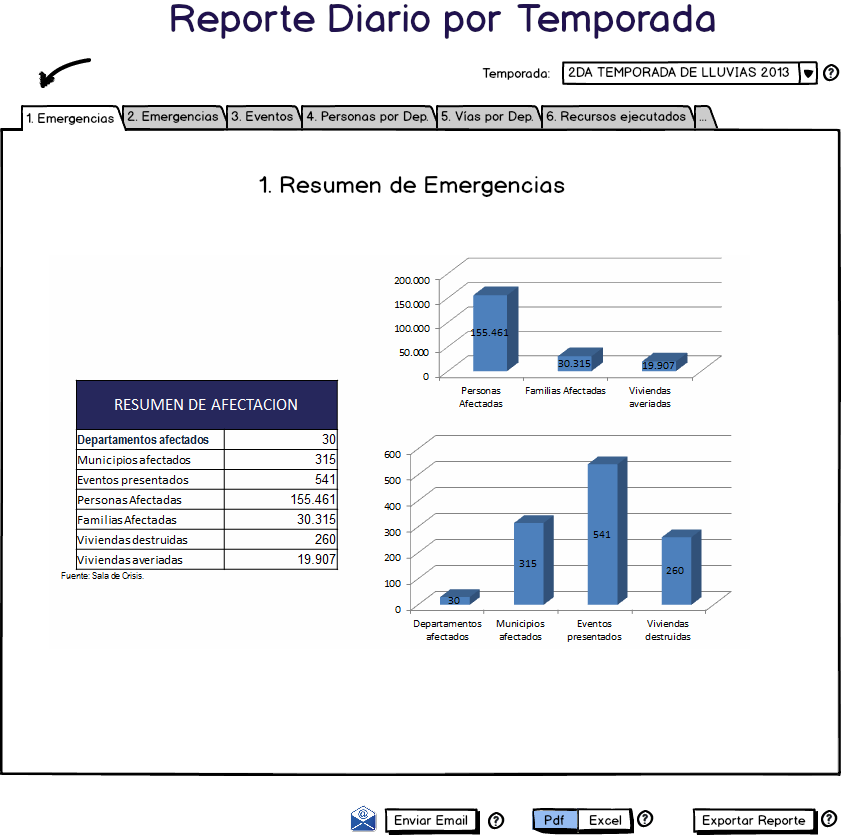 Reporte Diario por Temporada
Temporada: 2DA TEMPORADA DE LLUVIAS 2013 ?
1. Emergencias 2. Emergencias 3. Eventos 4. Personas por Dep. 5. Vías por Dep. 6. Recursos ejecutados ...
1. Resumen de Emergencias
RESUMEN DE AFECTACION
Departamentos afectados 30
Municipios afectados 315
Eventos presentados 541
Personas Afectadas 155.461
Familias Afectadas 30.315
Viviendas destruidas 260
Viviendas averiadas 19.907
Fuente: Sala de Crisis.
200.000
150.000
100.000
50.000
0
155.461
30.315
19.907
Personas Afectadas
Familias Afectadas
Viviendas averiadas
600
500
400
300
200
100
0
30
315
541
260
Departamentos afectados
Municipios afectados
Eventos presentados
Viviendas destruidas
@ Enviar Email ? Pdf Excel ? Exportar Reporte ?